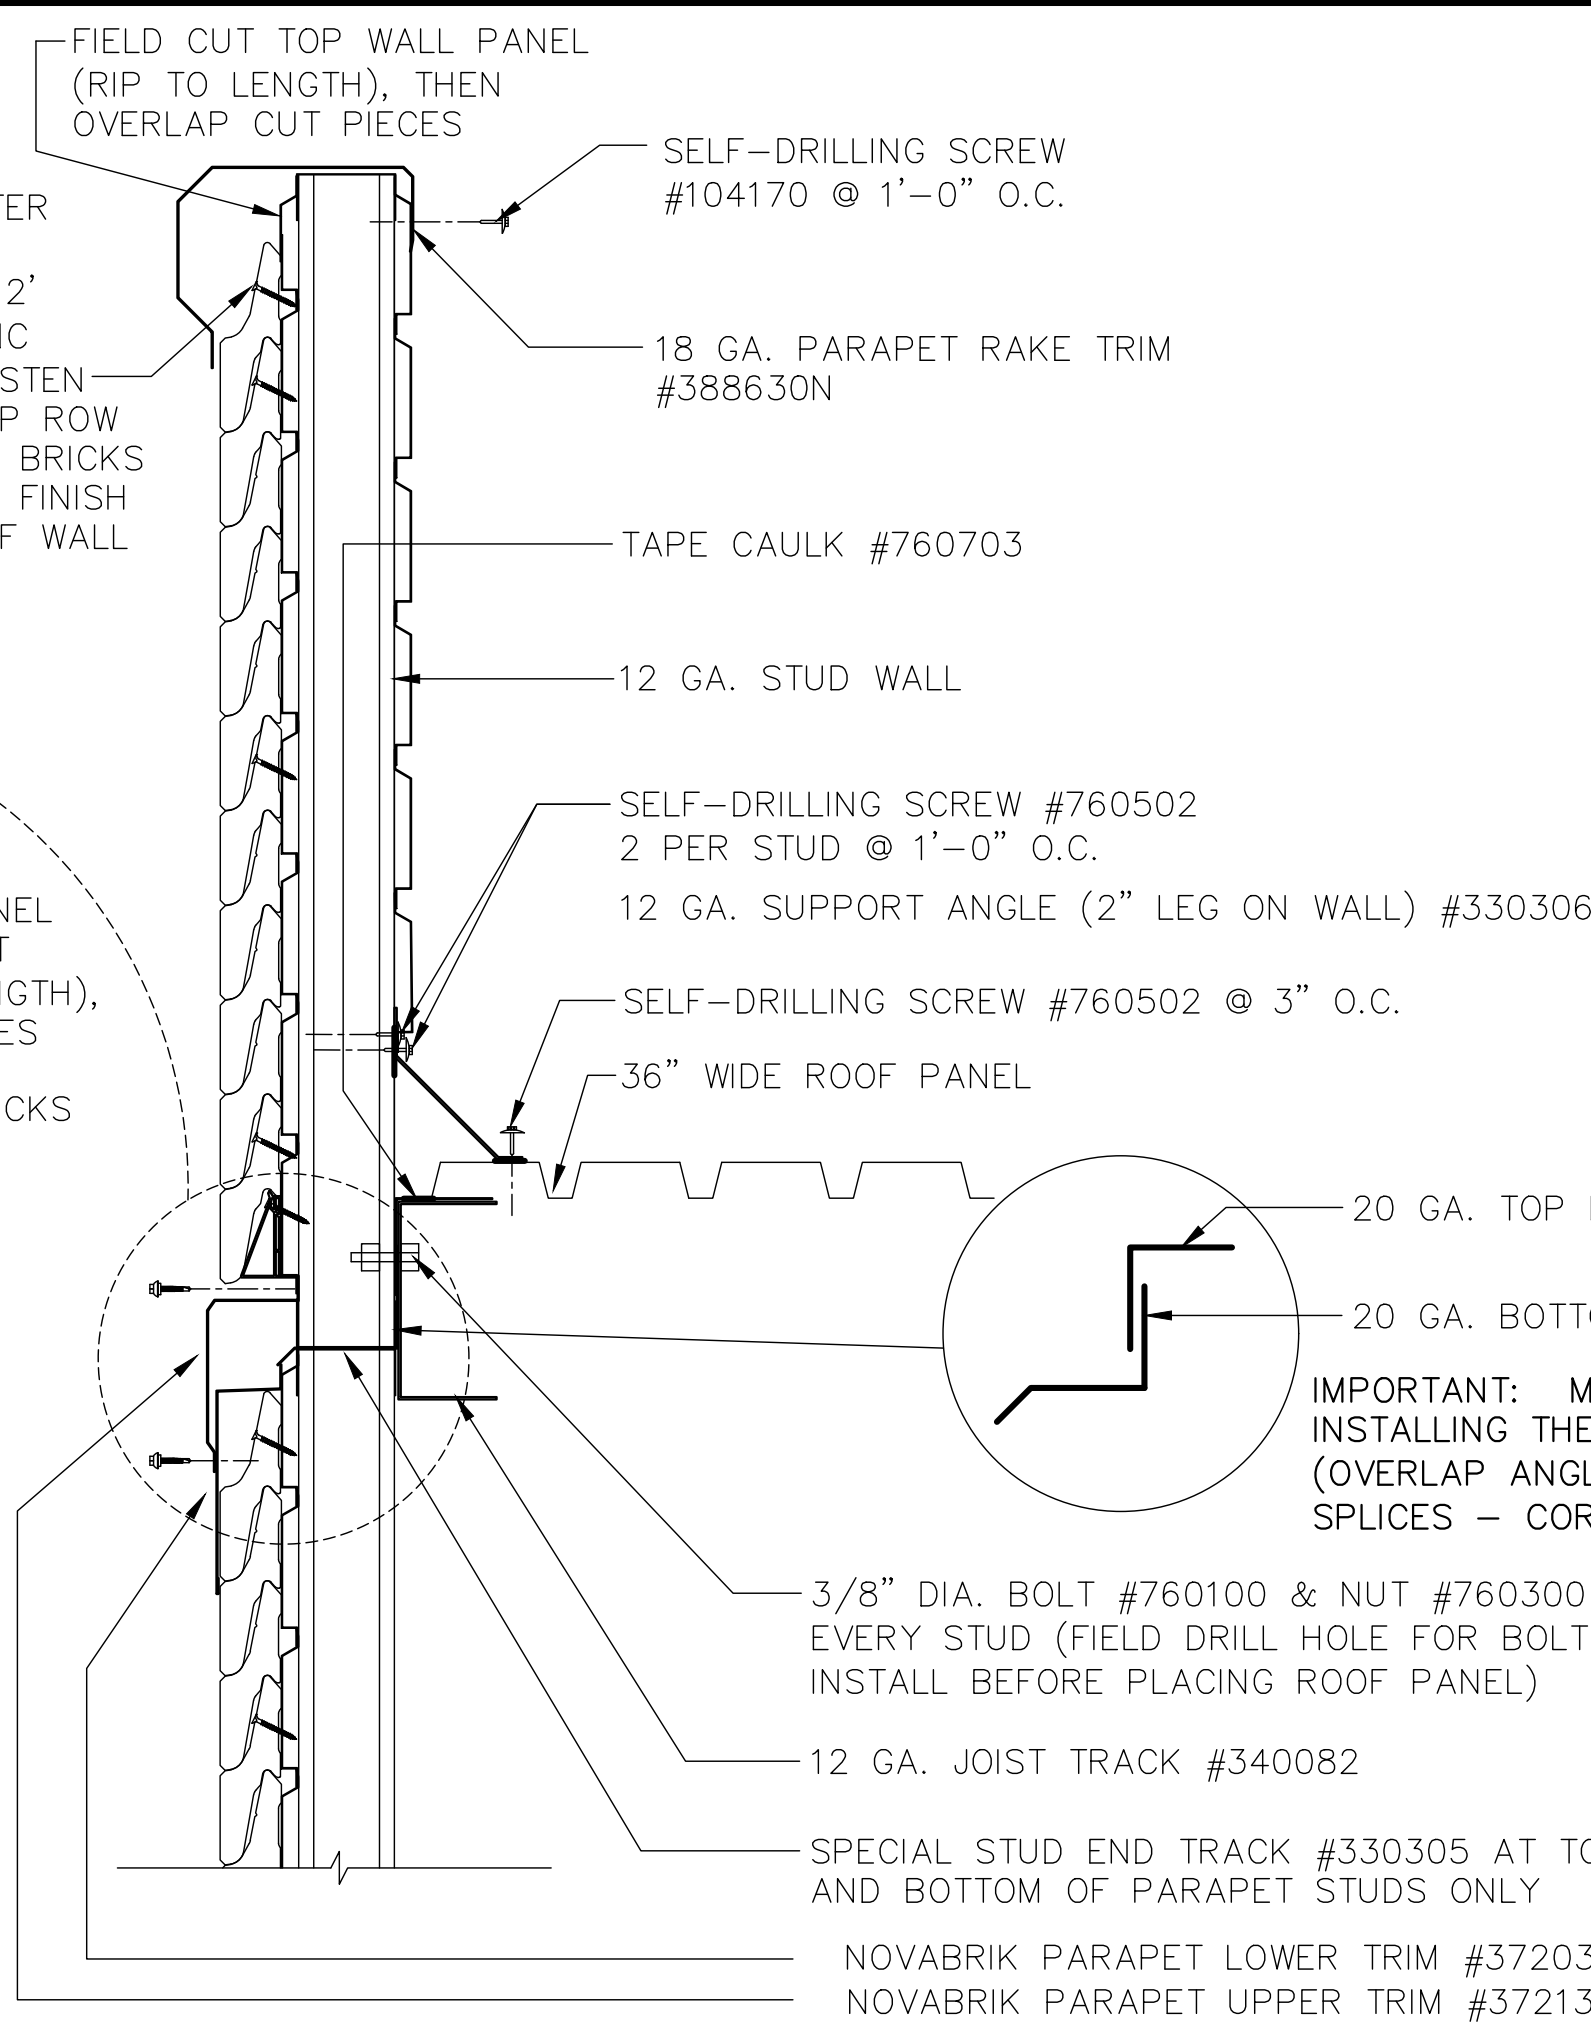 FIELD CUT TOP WALL PANEL
(RIP TO LENGTH), THEN
OVERLAP CUT PIECES
SELF-DRILLING SCREW
#104170 @ 1'-0" O.C.
2'
STEN
ROW
BRICKS
FINISH
WALL
18 GA. PARAPET RAKE TRIM
#388630N
TAPE CAULK #760703
12 GA. STUD WALL
SELF-DRILLING SCREW #760502
2 PER STUD @ 1'-0" O.C.
12 GA. SUPPORT ANGLE (2" LEG ON WALL) #330306
SELF-DRILLING SCREW #760502 @ 3" O.C.
36" WIDE ROOF PANEL
NEL
NGTH),
ES
CKS
20 GA. TOP
20 GA. BOTT
IMPORTANT: M
INSTALLING THE
(OVERLAP ANGL
SPLICES - COR
3/8" DIA. BOLT #760100 & NUT #760300
EVERY STUD (FIELD DRILL HOLE FOR BOLT
INSTALL BEFORE PLACING ROOF PANEL)
12 GA. JOIST TRACK #340082
SPECIAL STUD END TRACK #330305 AT TO
AND BOTTOM OF PARAPET STUDS ONLY
NOVABRIK PARAPET LOWER TRIM #37203
NOVABRIK PARAPET UPPER TRIM #37213